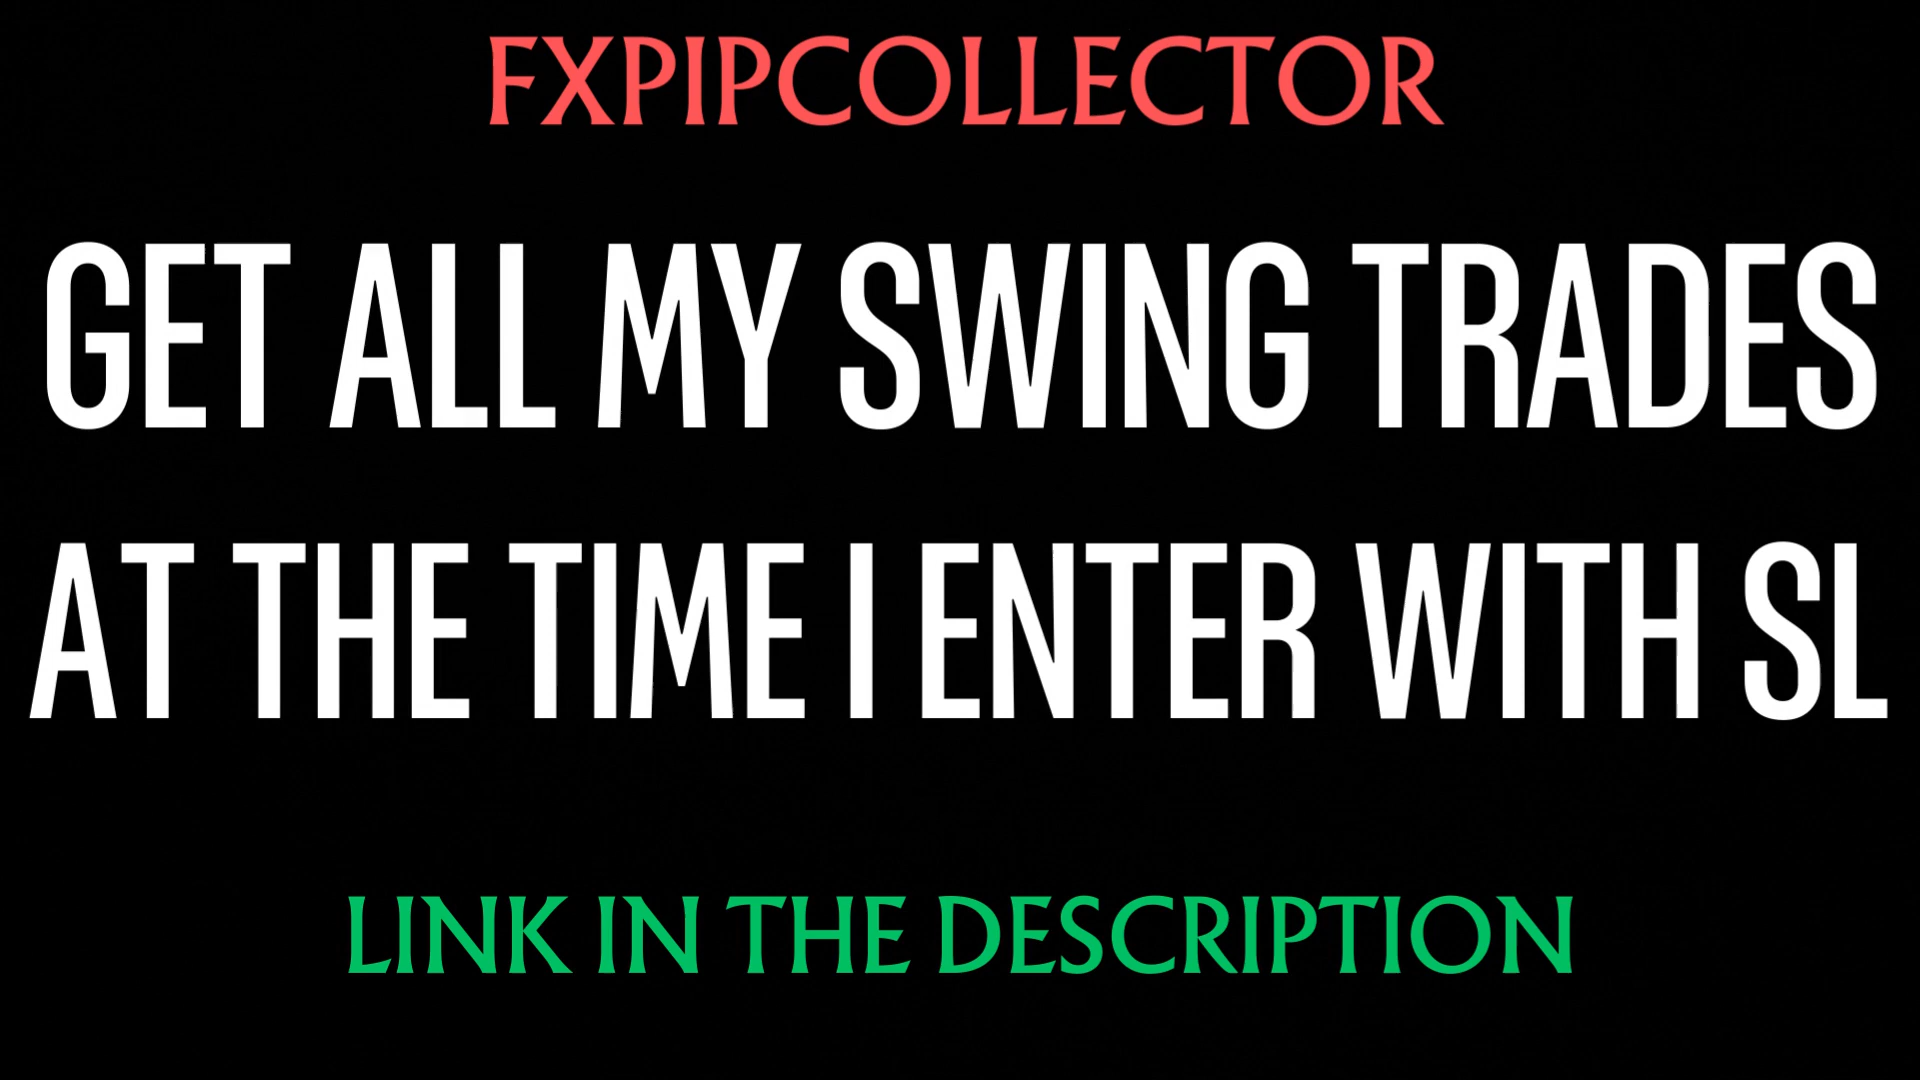 FXPIPCOLLECTOR
GET ALL MY SWING TRADES
AT THE TIME I ENTER WITH SL
LINK IN THE DESCRIPTION